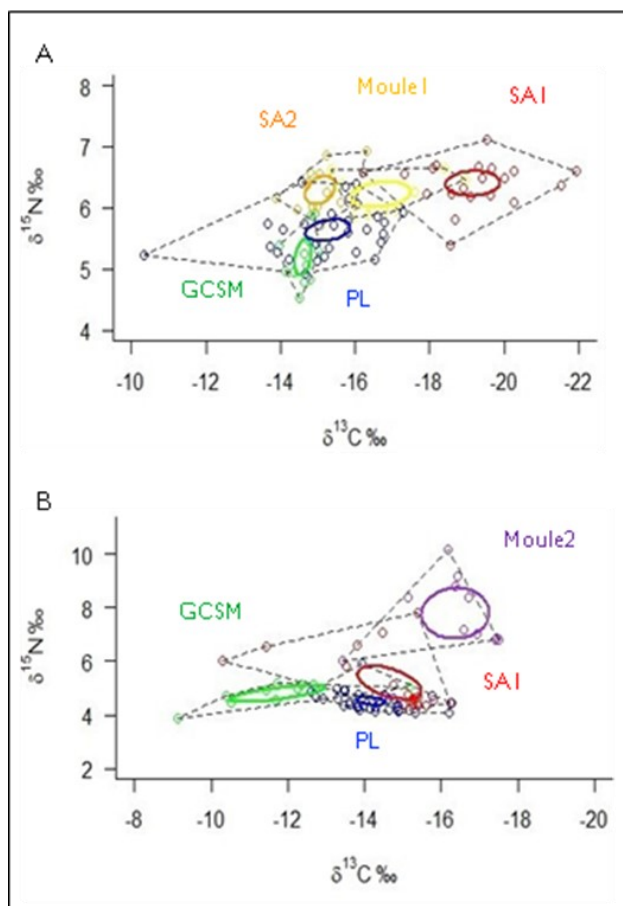 A
SA2 Moule1 SA1
GCSM PL
δ¹⁵N‰
8
7
6
5
4
-10 -12 -14 -16 -18 -20 -22
δ¹³C‰
B
Moule2
GCSM
SA1
PL
δ¹⁵N‰
10
8
6
4
2
-8 -10 -12 -14 -16 -18 -20
δ¹³C‰